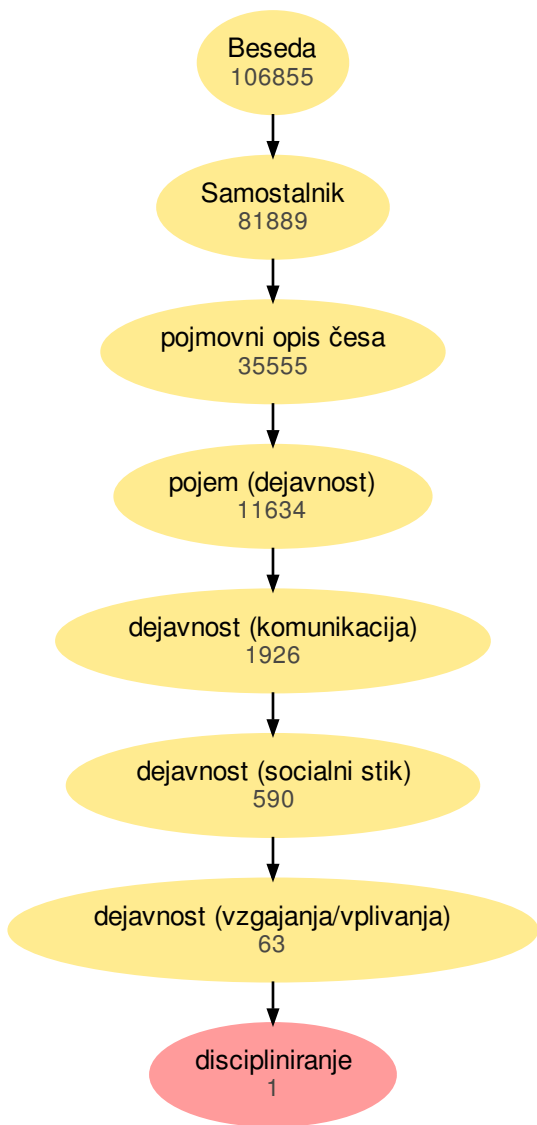 Beseda
106855
Samostalnik
81889
pojmovni opis česa
35555
pojem (dejavnost)
11634
dejavnost (komunikacija)
1926
dejavnost (socialni stik)
590
dejavnost (vzgajanja/vplivanja)
63
discipliniranje
1